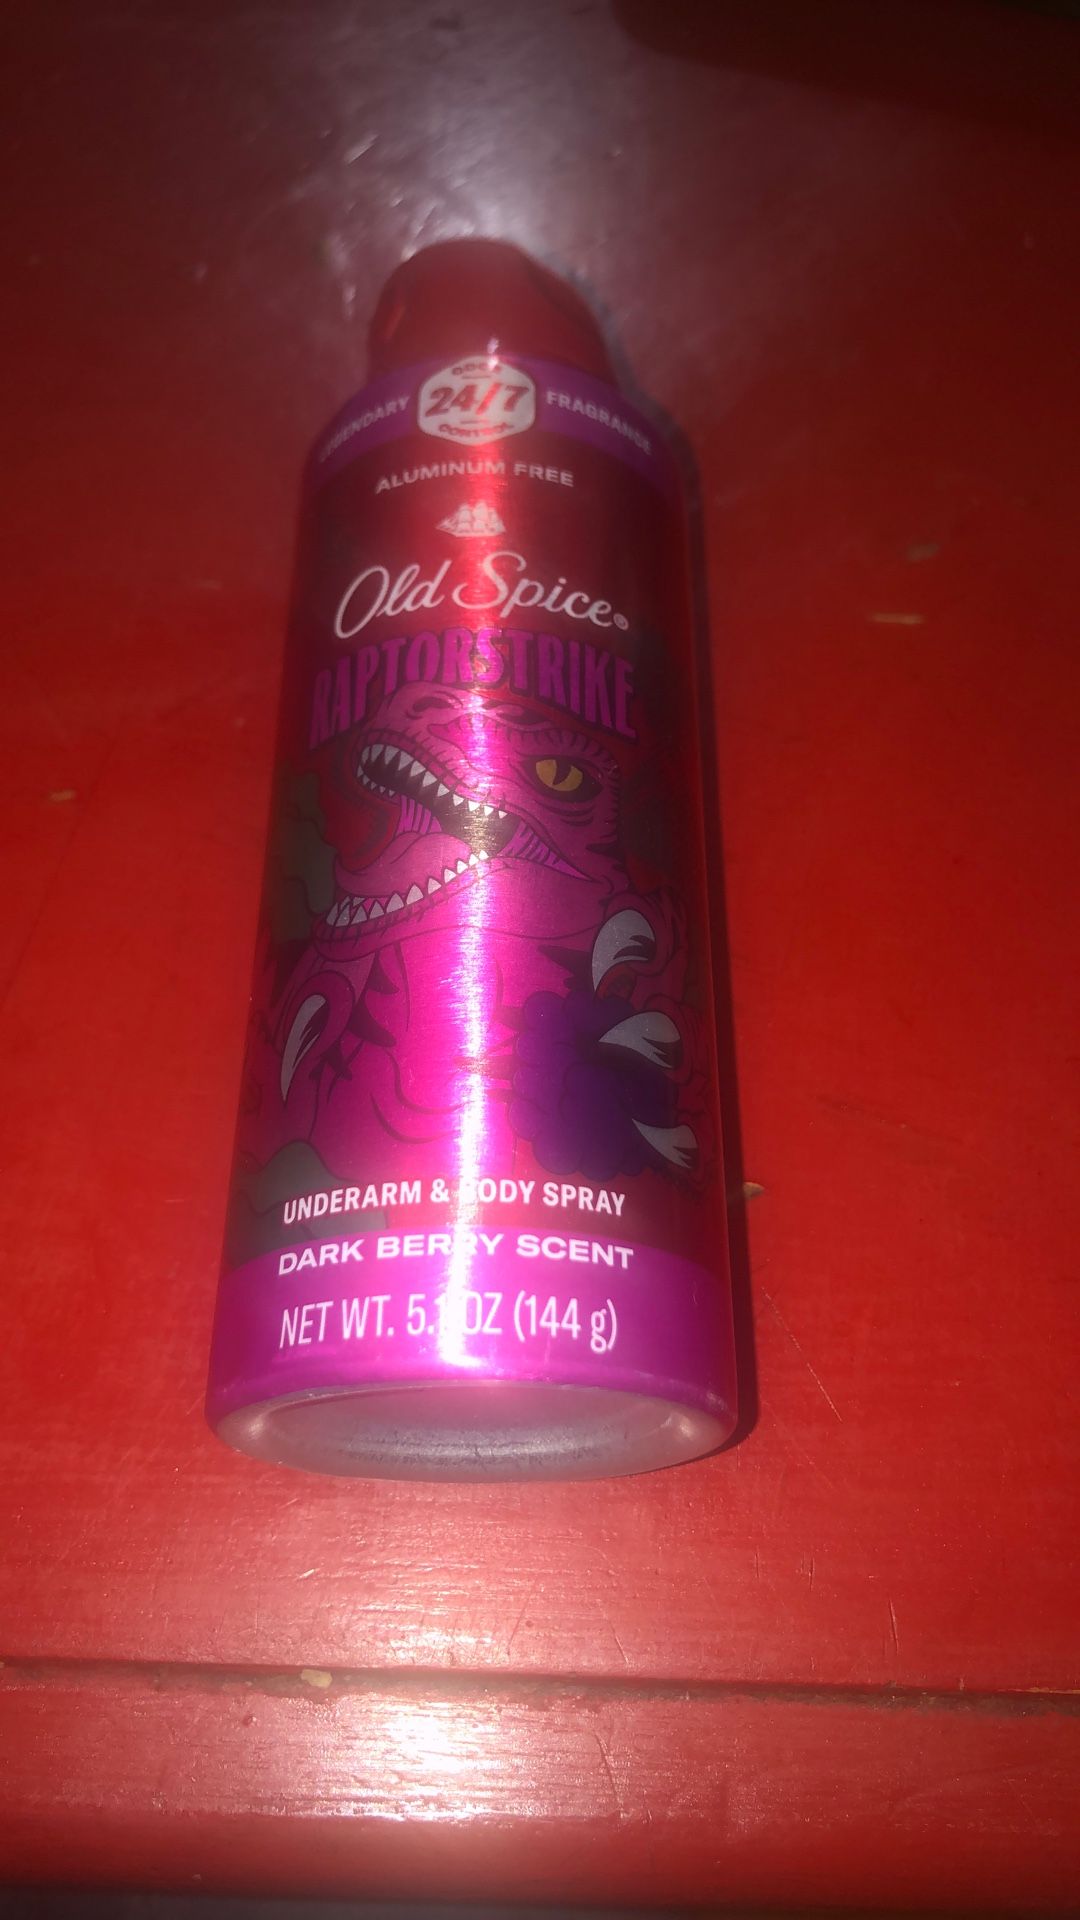 ODOR
24/7
CONTROL
LEGENDARY FRAGRANCE
ALUMINUM FREE
Old Spice®
RAPTORSTRIKE
UNDERARM & BODY SPRAY
DARK BERRY SCENT
NET WT. 5.1 OZ (144 g)